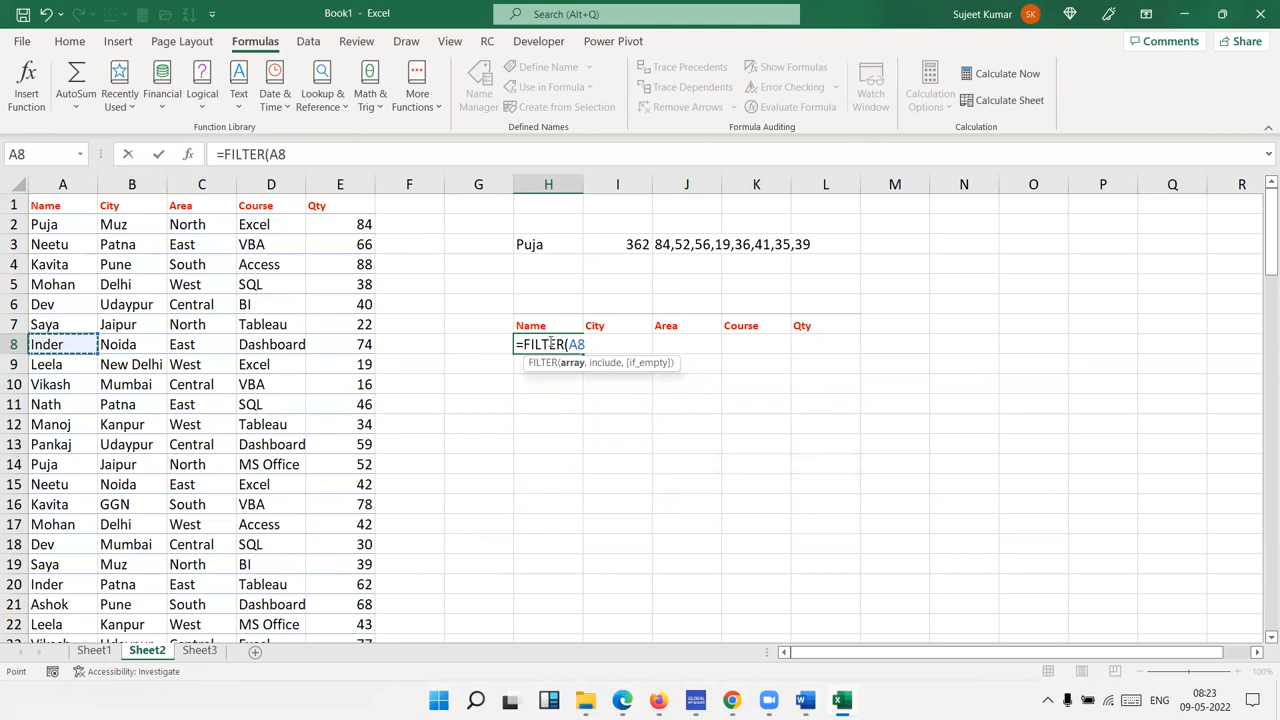 Book1 - Excel
Search (Alt+Q)
Sujeet Kumar
SK
File Home Insert Page Layout Formulas Data Review View Draw RC Developer Power Pivot
Comments
Share
Insert Function
AutoSum
Recently Used
Financial
Logical
Text
Date & Time
Lookup & Reference
Math & Trig
More Functions
Function Library
Name Manager
Define Name
Use in Formula
Create from Selection
Defined Names
Trace Precedents
Trace Dependents
Remove Arrows
Show Formulas
Error Checking
Evaluate Formula
Formula Auditing
Watch Window
Calculation Options
Calculate Now
Calculate Sheet
Calculation
A8
fx
=FILTER(A8
A B C D E F G H I J K L M N O P Q R
1 Name City Area Course Qty
2 Puja Muz North Excel 84
3 Neetu Patna East VBA 66 Puja 362 84,52,56,19,36,41,35,39
4 Kavita Pune South Access 88
5 Mohan Delhi West SQL 38
6 Dev Udaypur Central BI 40
7 Saya Jaipur North Tableau 22 Name City Area Course Qty
8 Inder Noida East Dashboard 74 =FILTER(A8
FILTER(array, include, [if_empty])
9 Leela New Delhi West Excel 19
10 Vikash Mumbai Central VBA 16
11 Nath Patna East SQL 46
12 Manoj Kanpur West Tableau 34
13 Pankaj Udaypur Central Dashboard 59
14 Puja Jaipur North MS Office 52
15 Neetu Noida East Excel 42
16 Kavita GGN South VBA 78
17 Mohan Delhi West Access 42
18 Dev Mumbai Central SQL 30
19 Saya Muz North BI 39
20 Inder Patna East Tableau 62
21 Ashok Pune South Dashboard 68
22 Leela Kanpur West MS Office 43
Sheet1 Sheet2 Sheet3
Point
Accessibility: Investigate
100%
ENG
08:23
09-05-2022